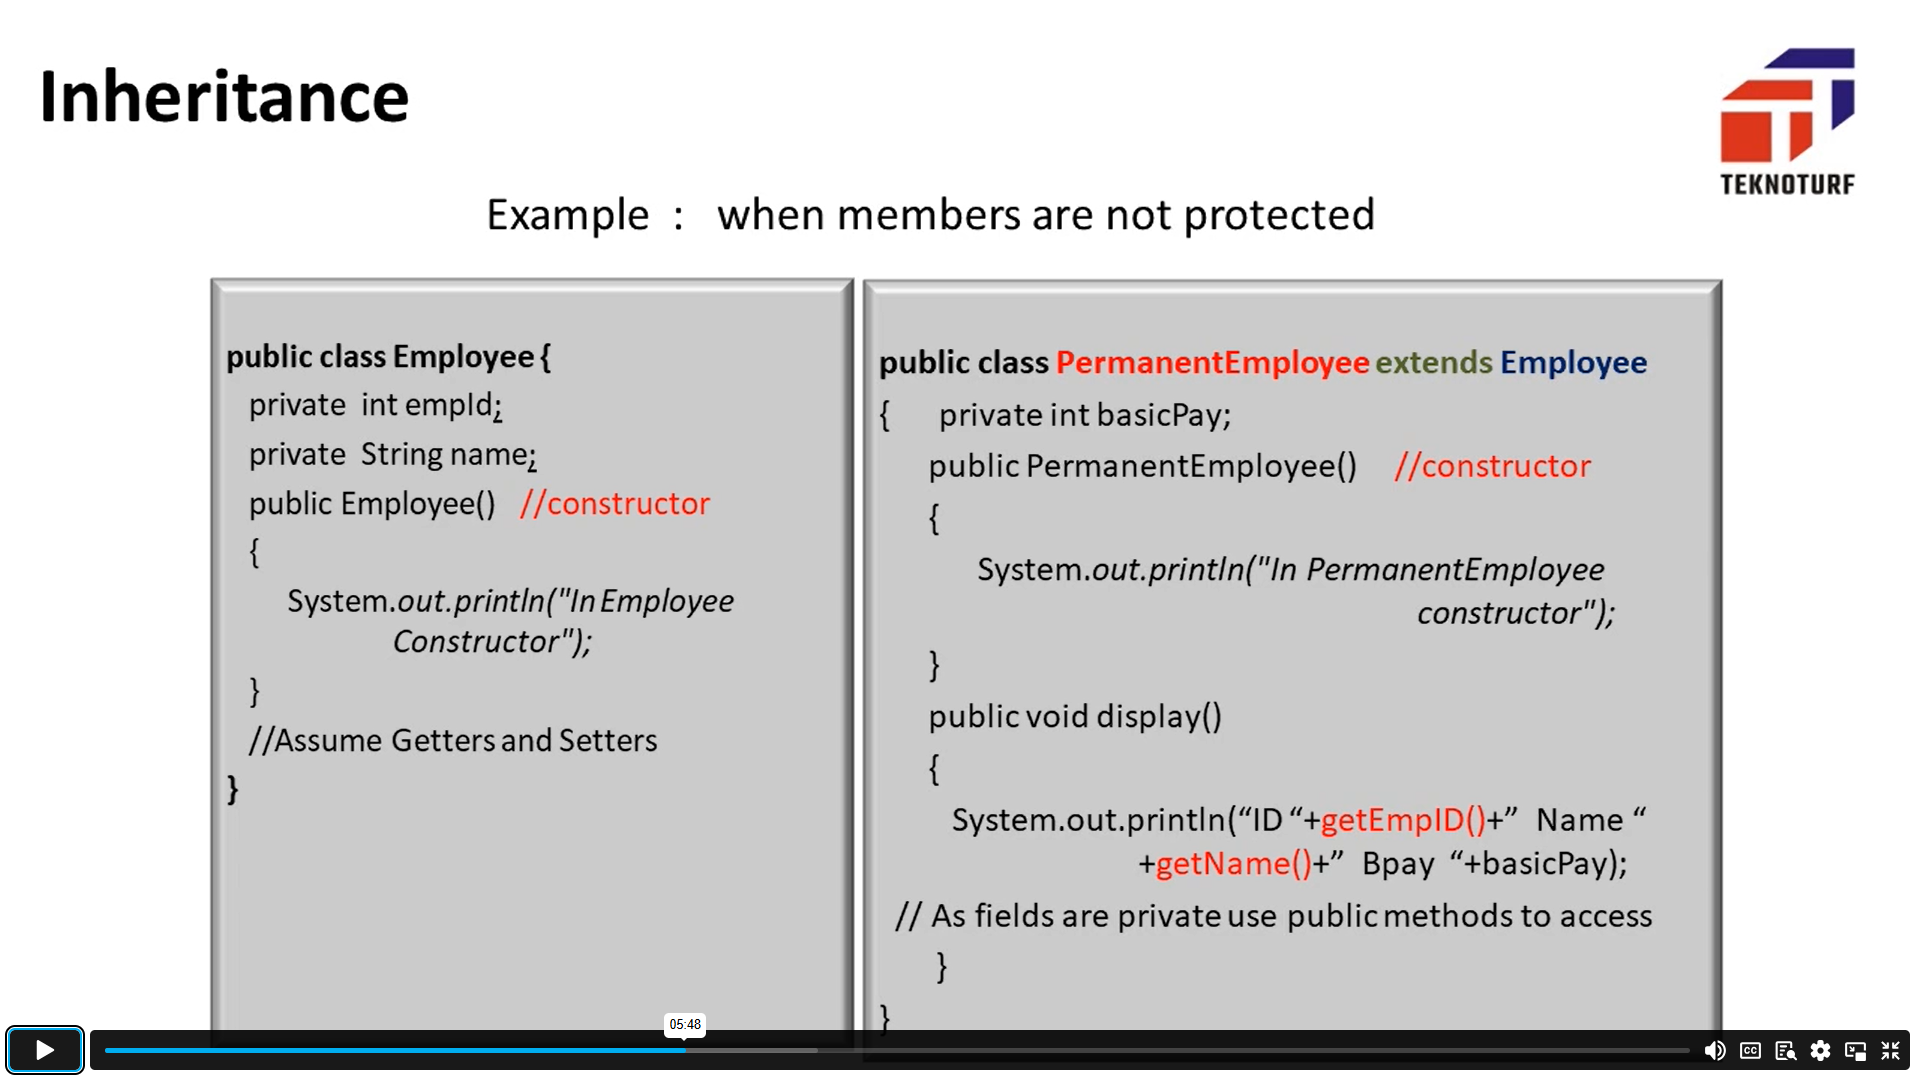 Inheritance
TEKNOTURF
Example : when members are not protected
public class Employee {
private int empId;
private String name;
public Employee() //constructor
{
System.out.println("In Employee
Constructor");
}
//Assume Getters and Setters
}
public class PermanentEmployee extends Employee
{ private int basicPay;
public PermanentEmployee() //constructor
{
System.out.println("In PermanentEmployee
constructor");
}
public void display()
{
System.out.println(“ID “+getEmpID()+” Name “
+getName()+” Bpay “+basicPay);
// As fields are private use public methods to access
}
}
05:48
CC